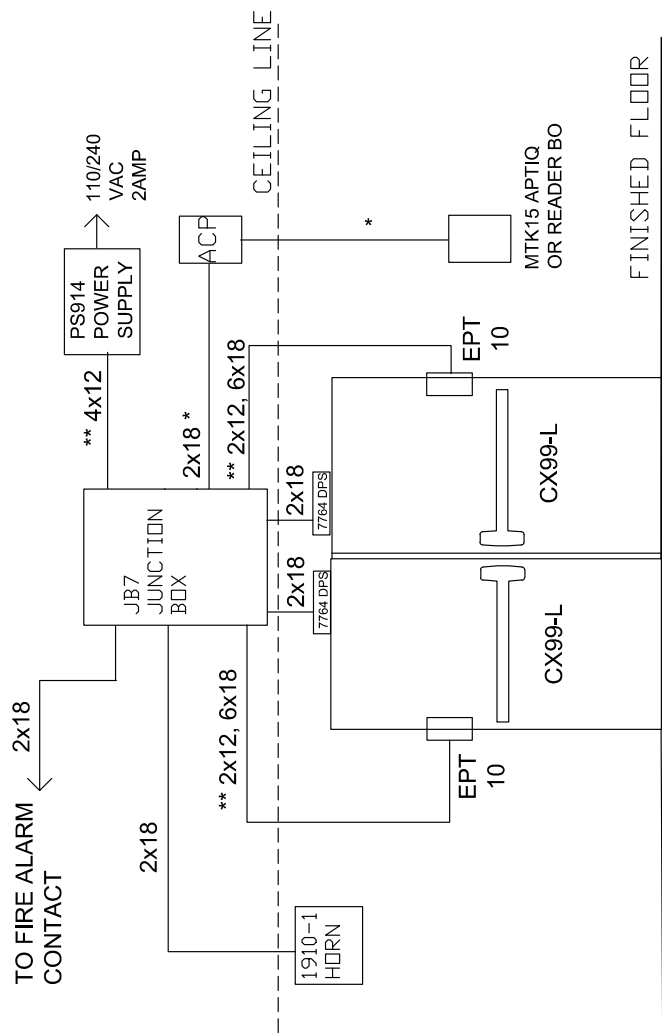 TO FIRE ALARM
CONTACT
2x18
JB7
JUNCTION
BOX
** 4x12
PS914
POWER
SUPPLY
110/240
VAC
2AMP
2x18 *
ACP
2x18
** 2x12, 6x18
** 2x12, 6x18
CEILING LINE
1910-1
HORN
2x18
7764 DPS
2x18
7764 DPS
*
MTK15 APTIQ
OR READER BO
EPT
10
EPT
10
CX99-L
CX99-L
FINISHED FLOOR